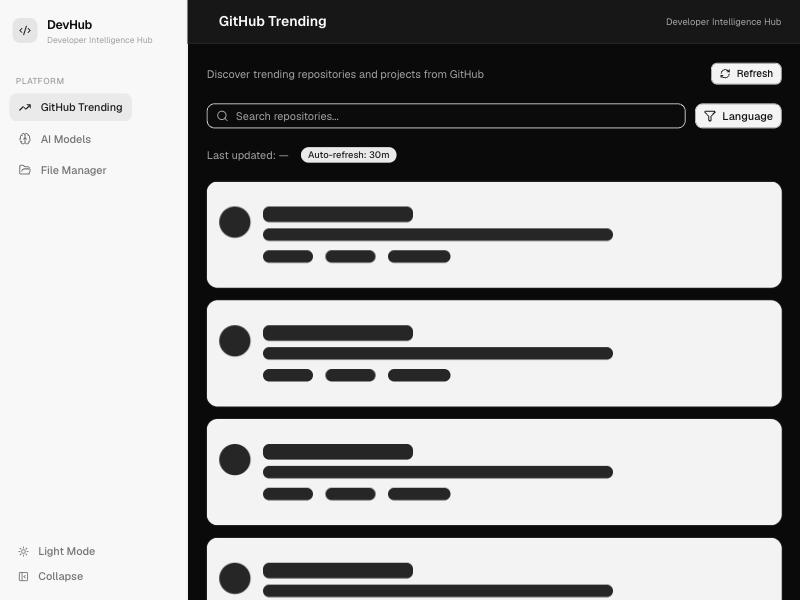 DevHub
Developer Intelligence Hub
PLATFORM
GitHub Trending
AI Models
File Manager
Light Mode
Collapse
GitHub Trending
Developer Intelligence Hub
Discover trending repositories and projects from GitHub
Refresh
Search repositories...
Language
Last updated: —
Auto-refresh: 30m